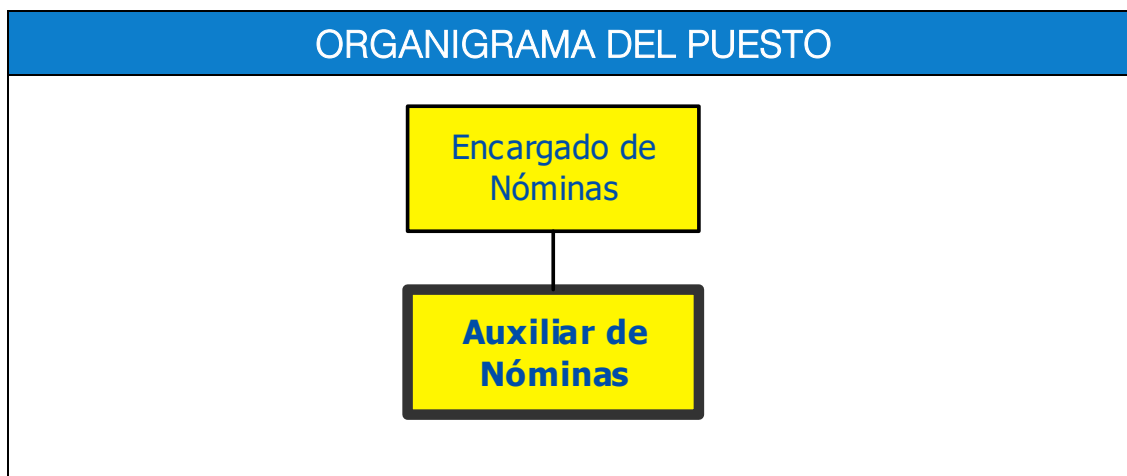 ORGANIGRAMA DEL PUESTO
Encargado de
Nóminas
Auxiliar de
Nóminas